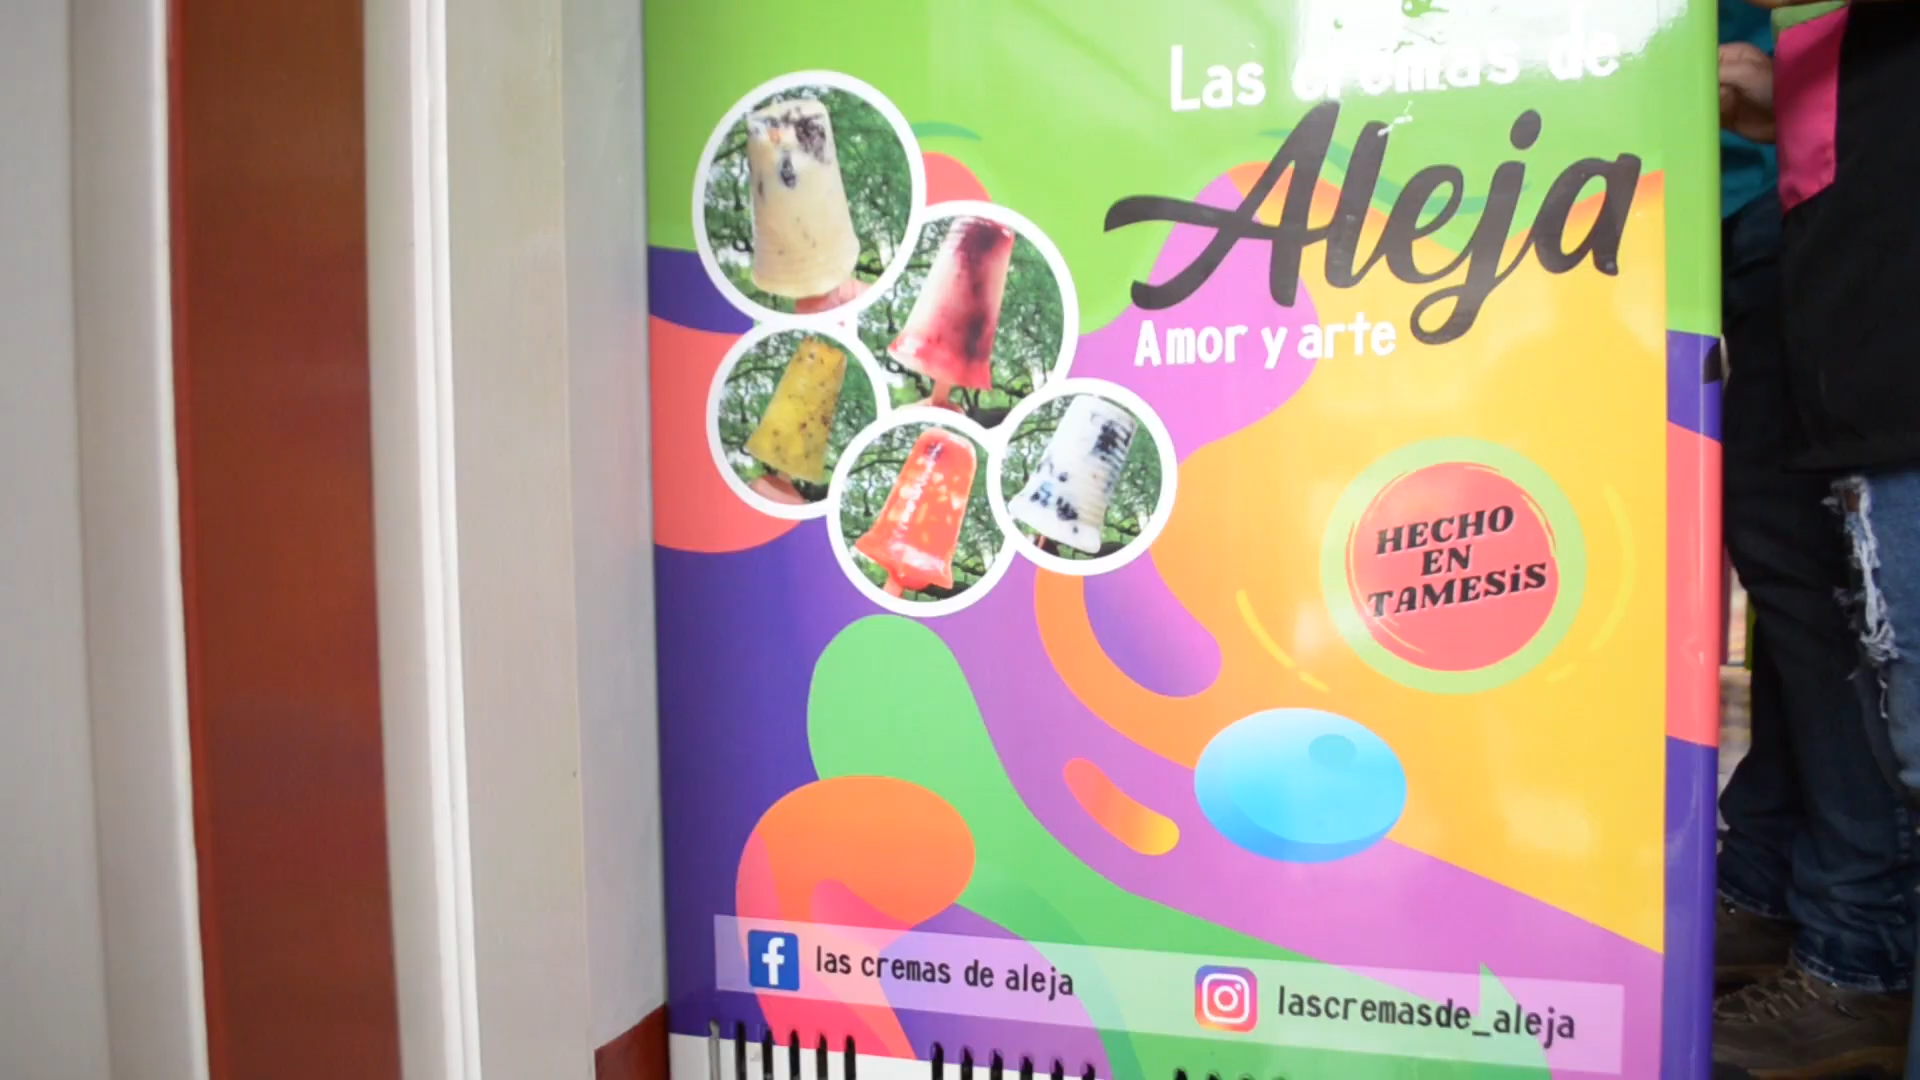 Las cremas de
Aleja
Amor y arte
HECHO
EN
TAMESiS
las cremas de aleja
lascremasde_aleja